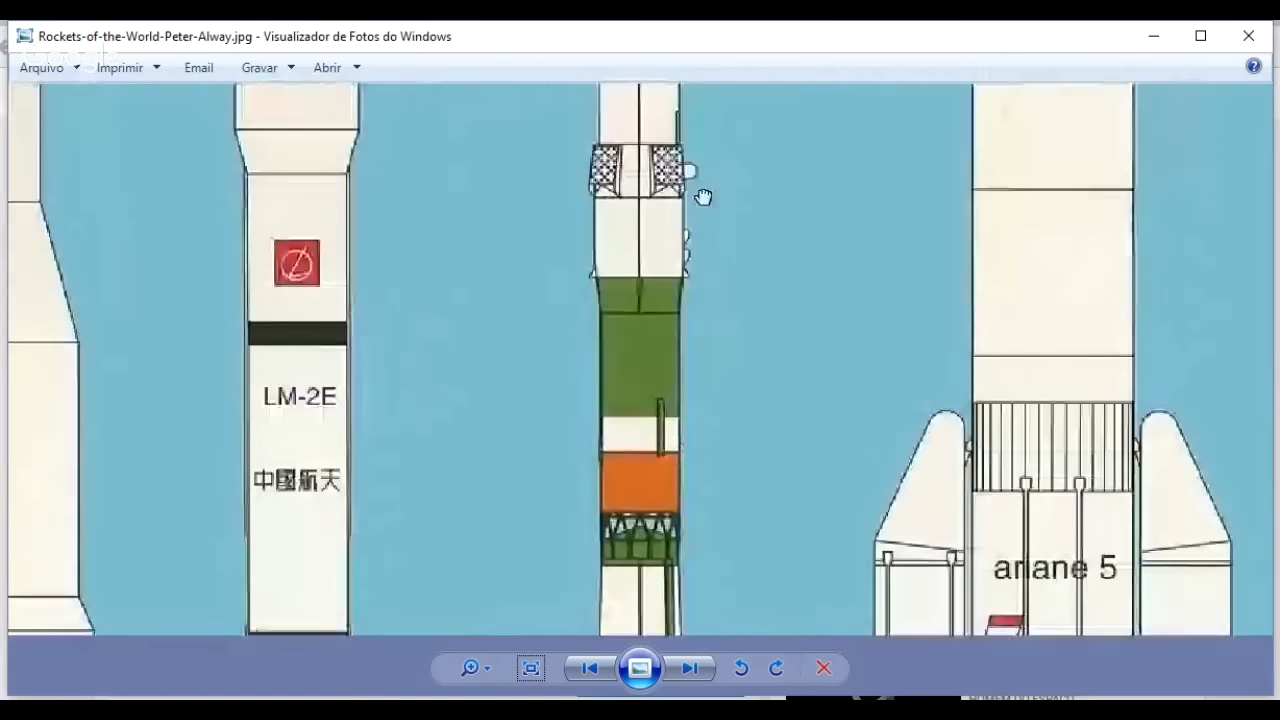 Rockets-of-the-World-Peter-Alway.jpg - Visualizador de Fotos do Windows
Arquivo Imprimir Email Gravar Abrir
LM-2E
中國航天
ariane 5